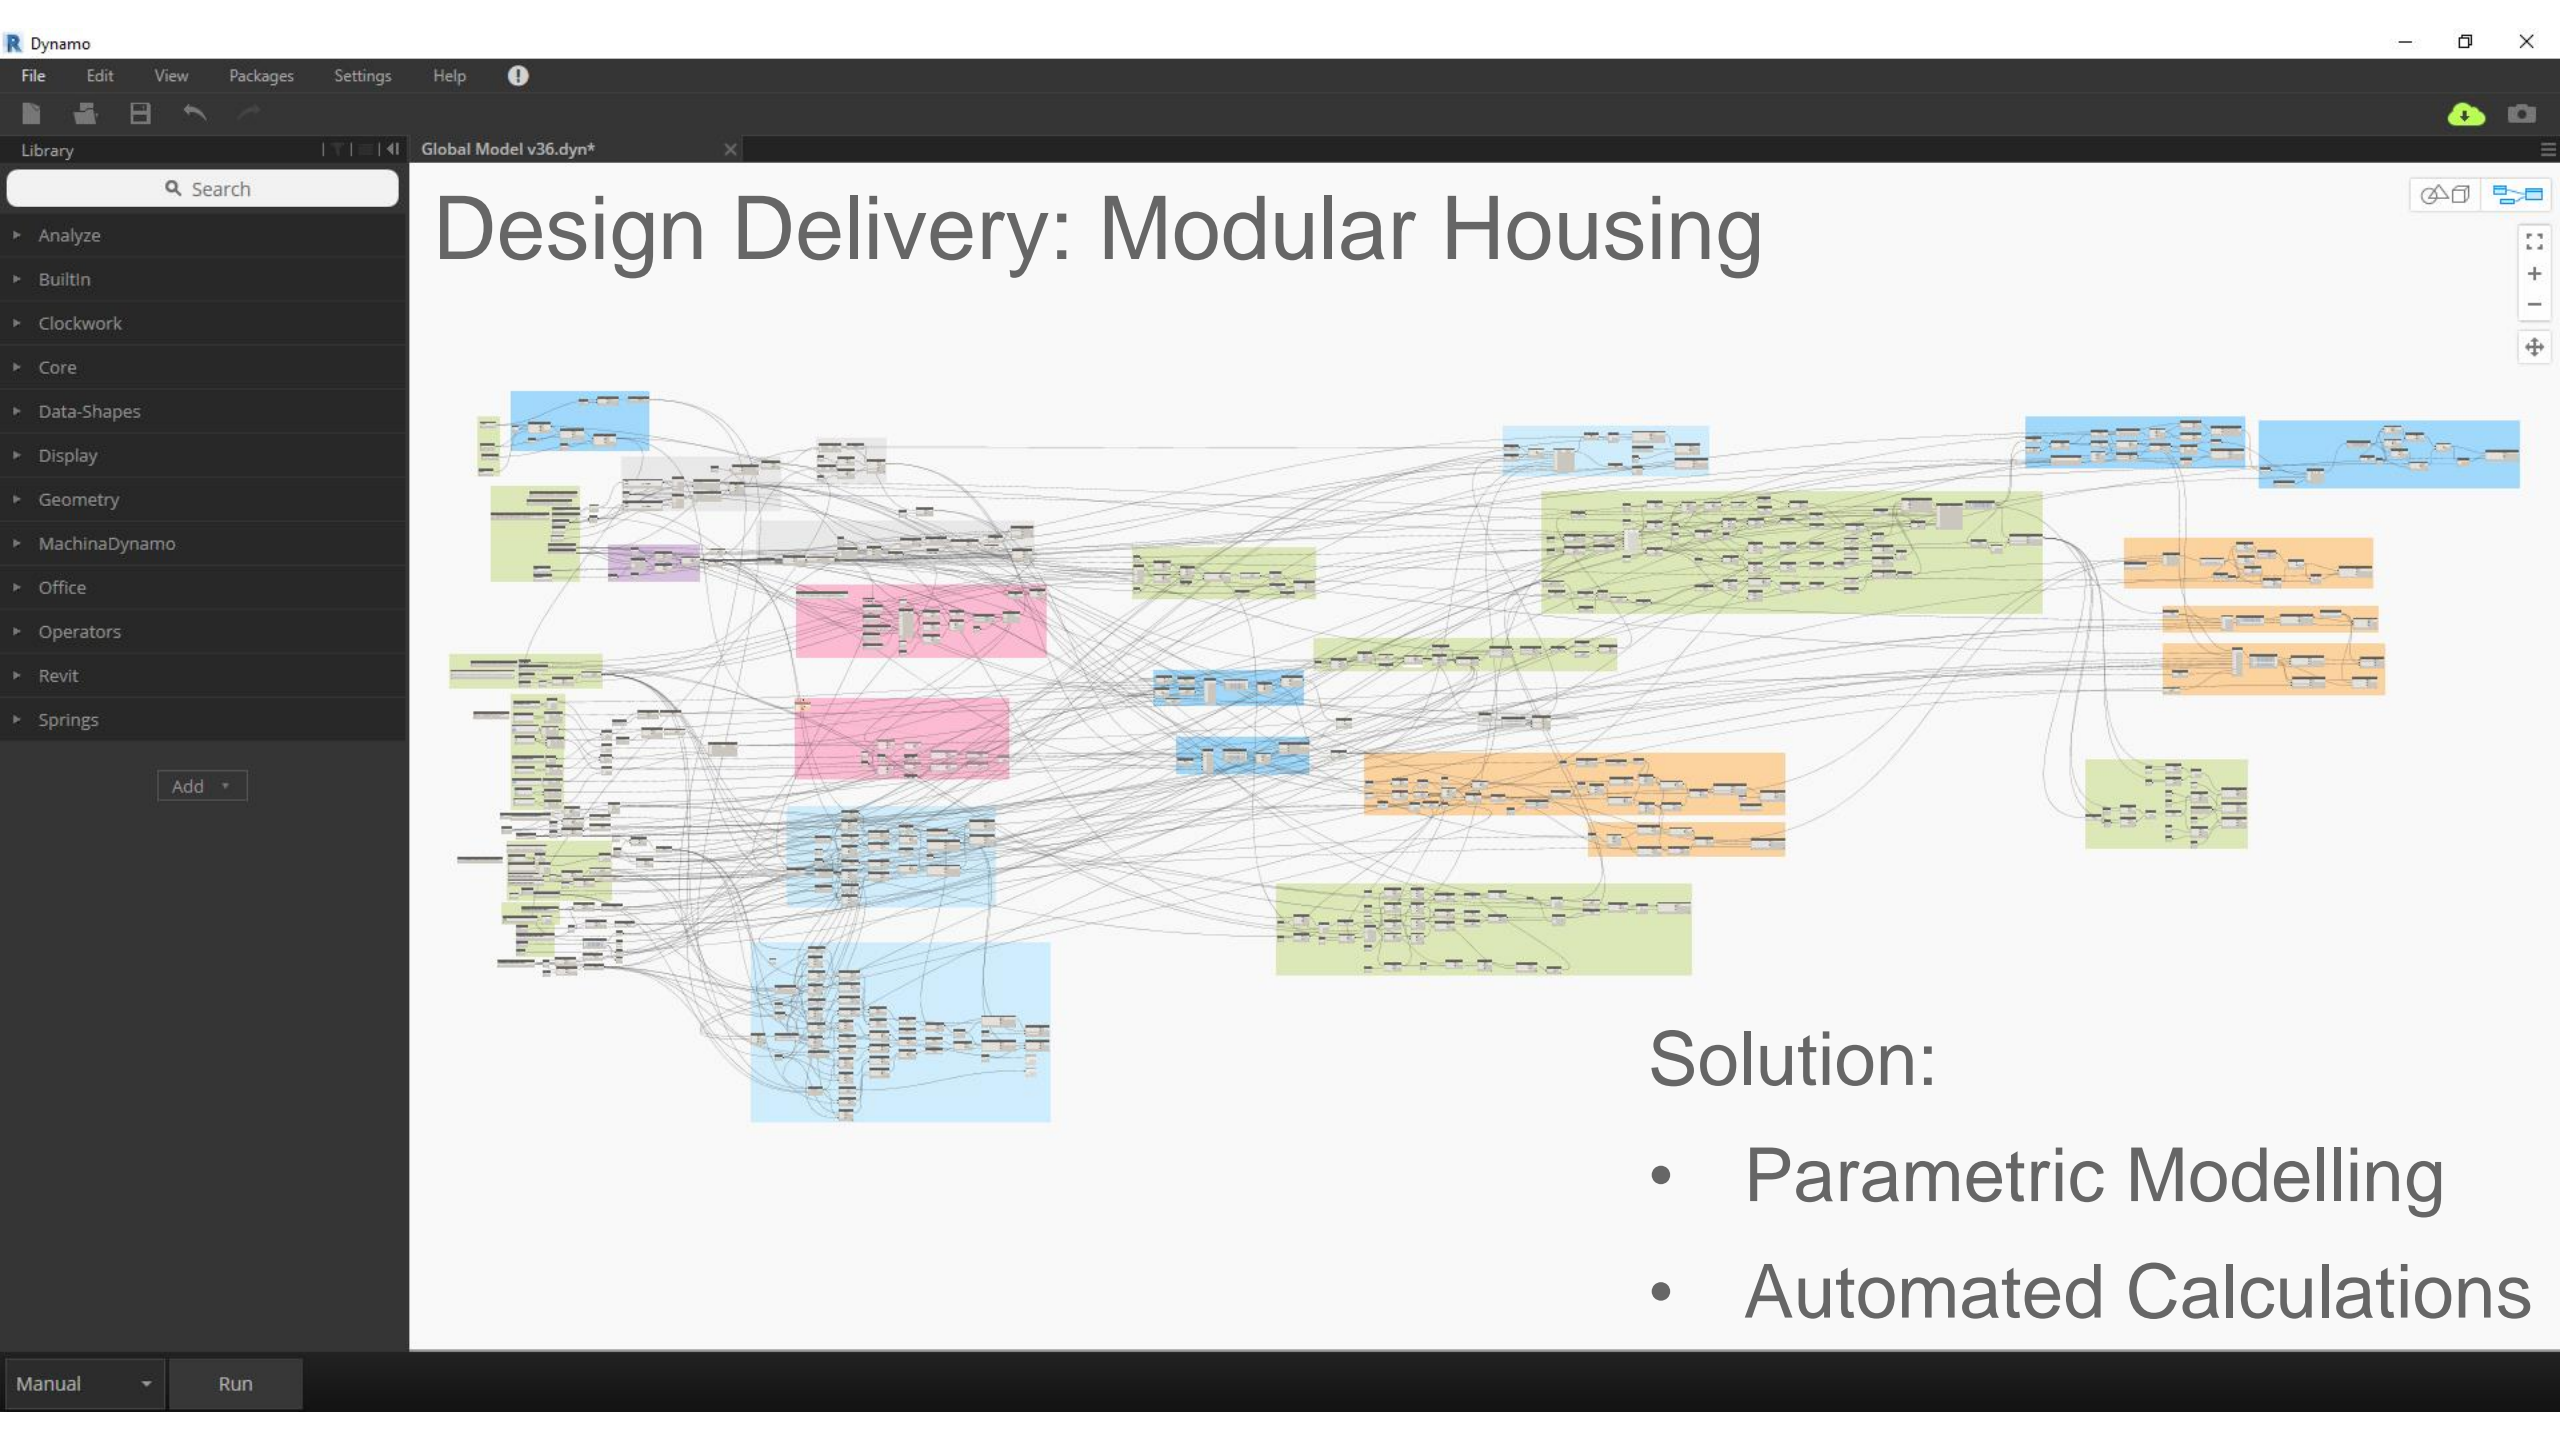 Dynamo
File Edit View Packages Settings Help
Library
Global Model v36.dyn*
Search
Analyze
BuiltIn
Clockwork
Core
Data-Shapes
Display
Geometry
MachinaDynamo
Office
Operators
Revit
Springs
Add
Design Delivery: Modular Housing
Solution:
• Parametric Modelling
• Automated Calculations
Manual
Run